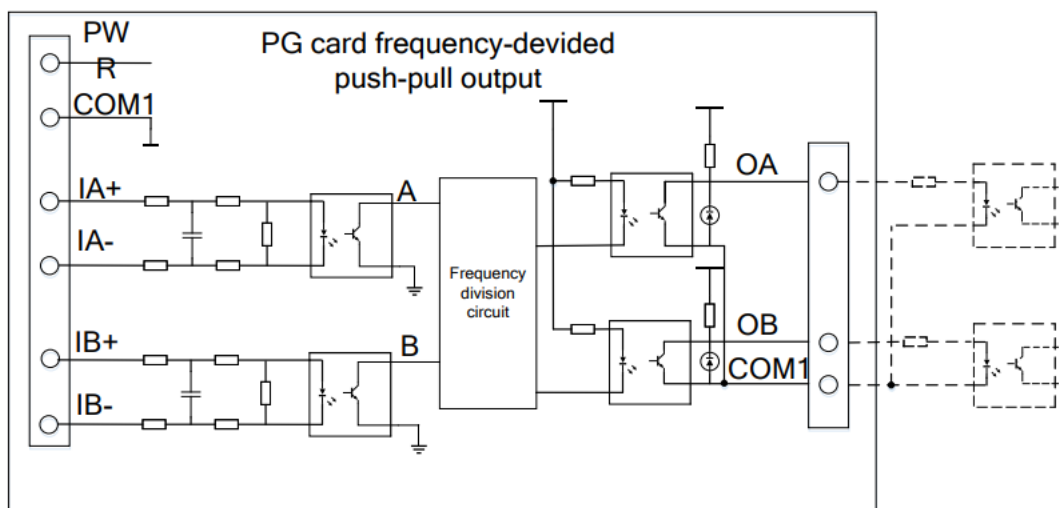 PG card frequency-devided
push-pull output
PW
R
COM1
IA+
IA-
IB+
IB-
A
B
Frequency
division
circuit
OA
OB
COM1